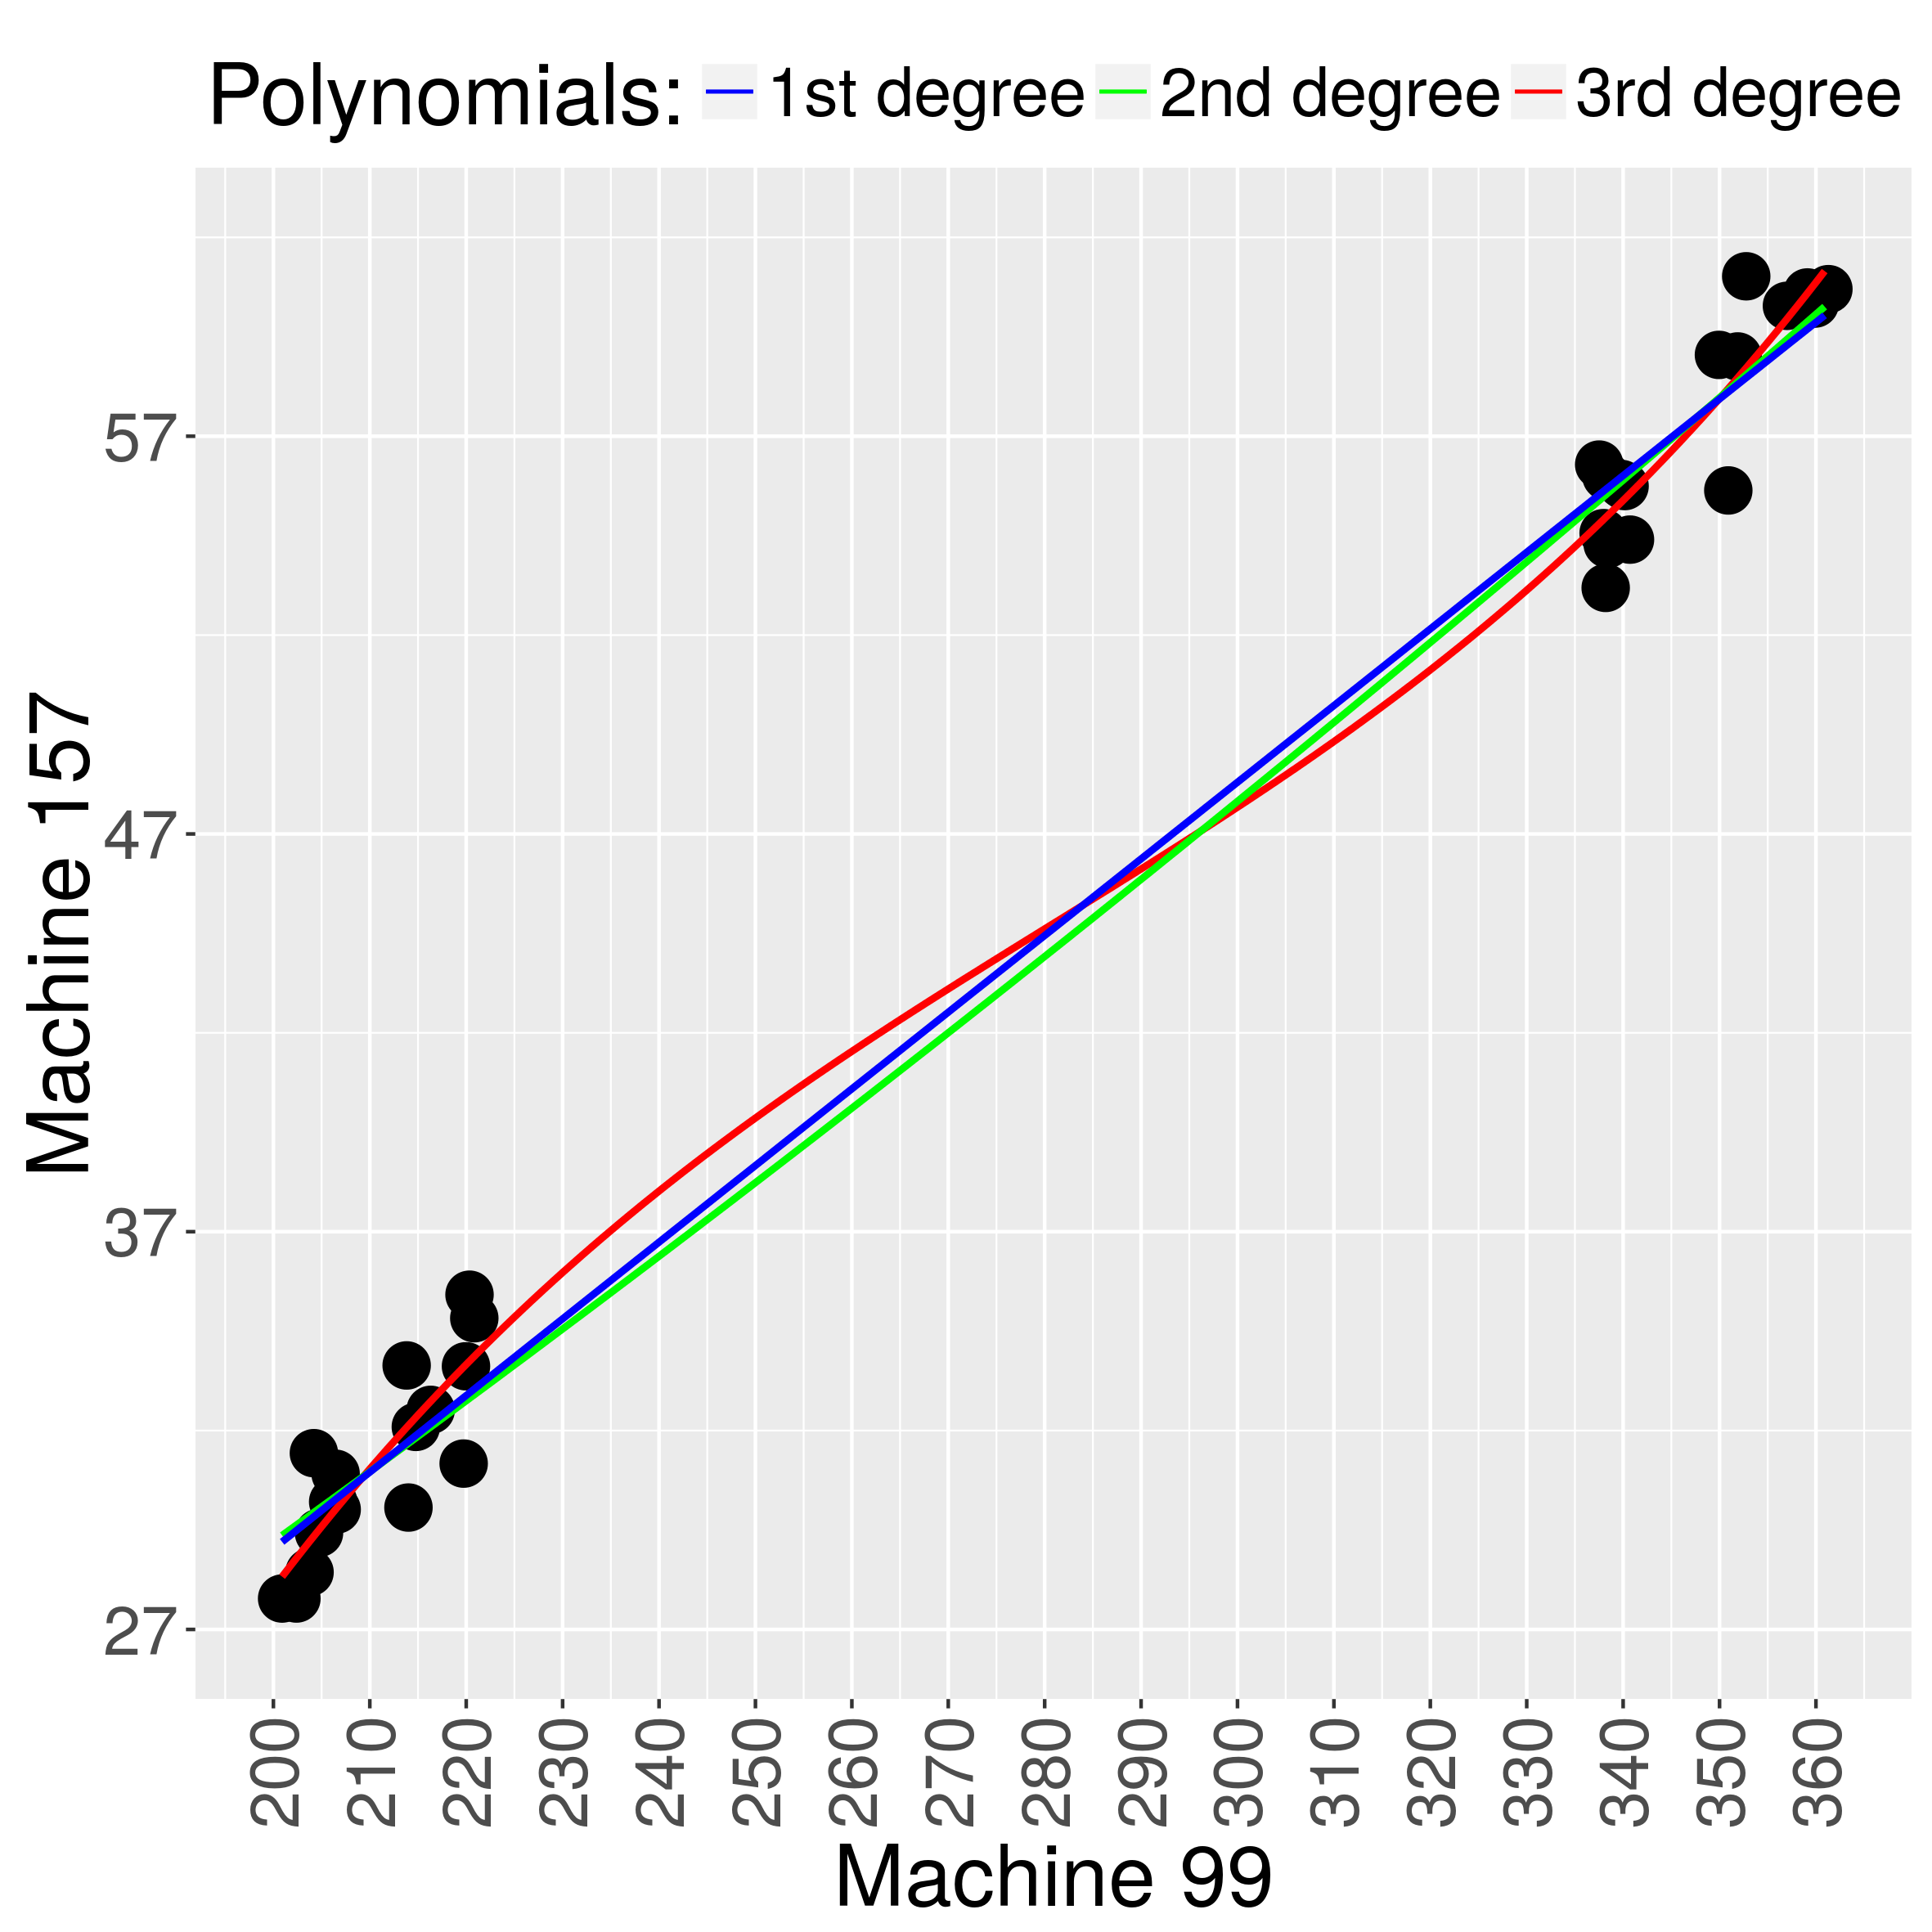 Polynomials: 1st degree 2nd degree 3rd degree
Machine 157
57
47
37
27
200 210 220 230 240 250 260 270 280 290 300 310 320 330 340 350 360
Machine 99